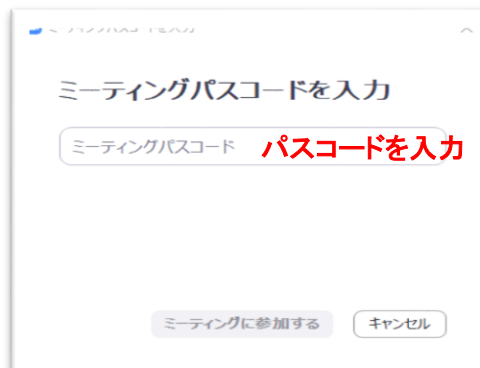 ミーティングパスコードを入力
ミーティングパスコード パスコードを入力
ミーティングに参加する キャンセル